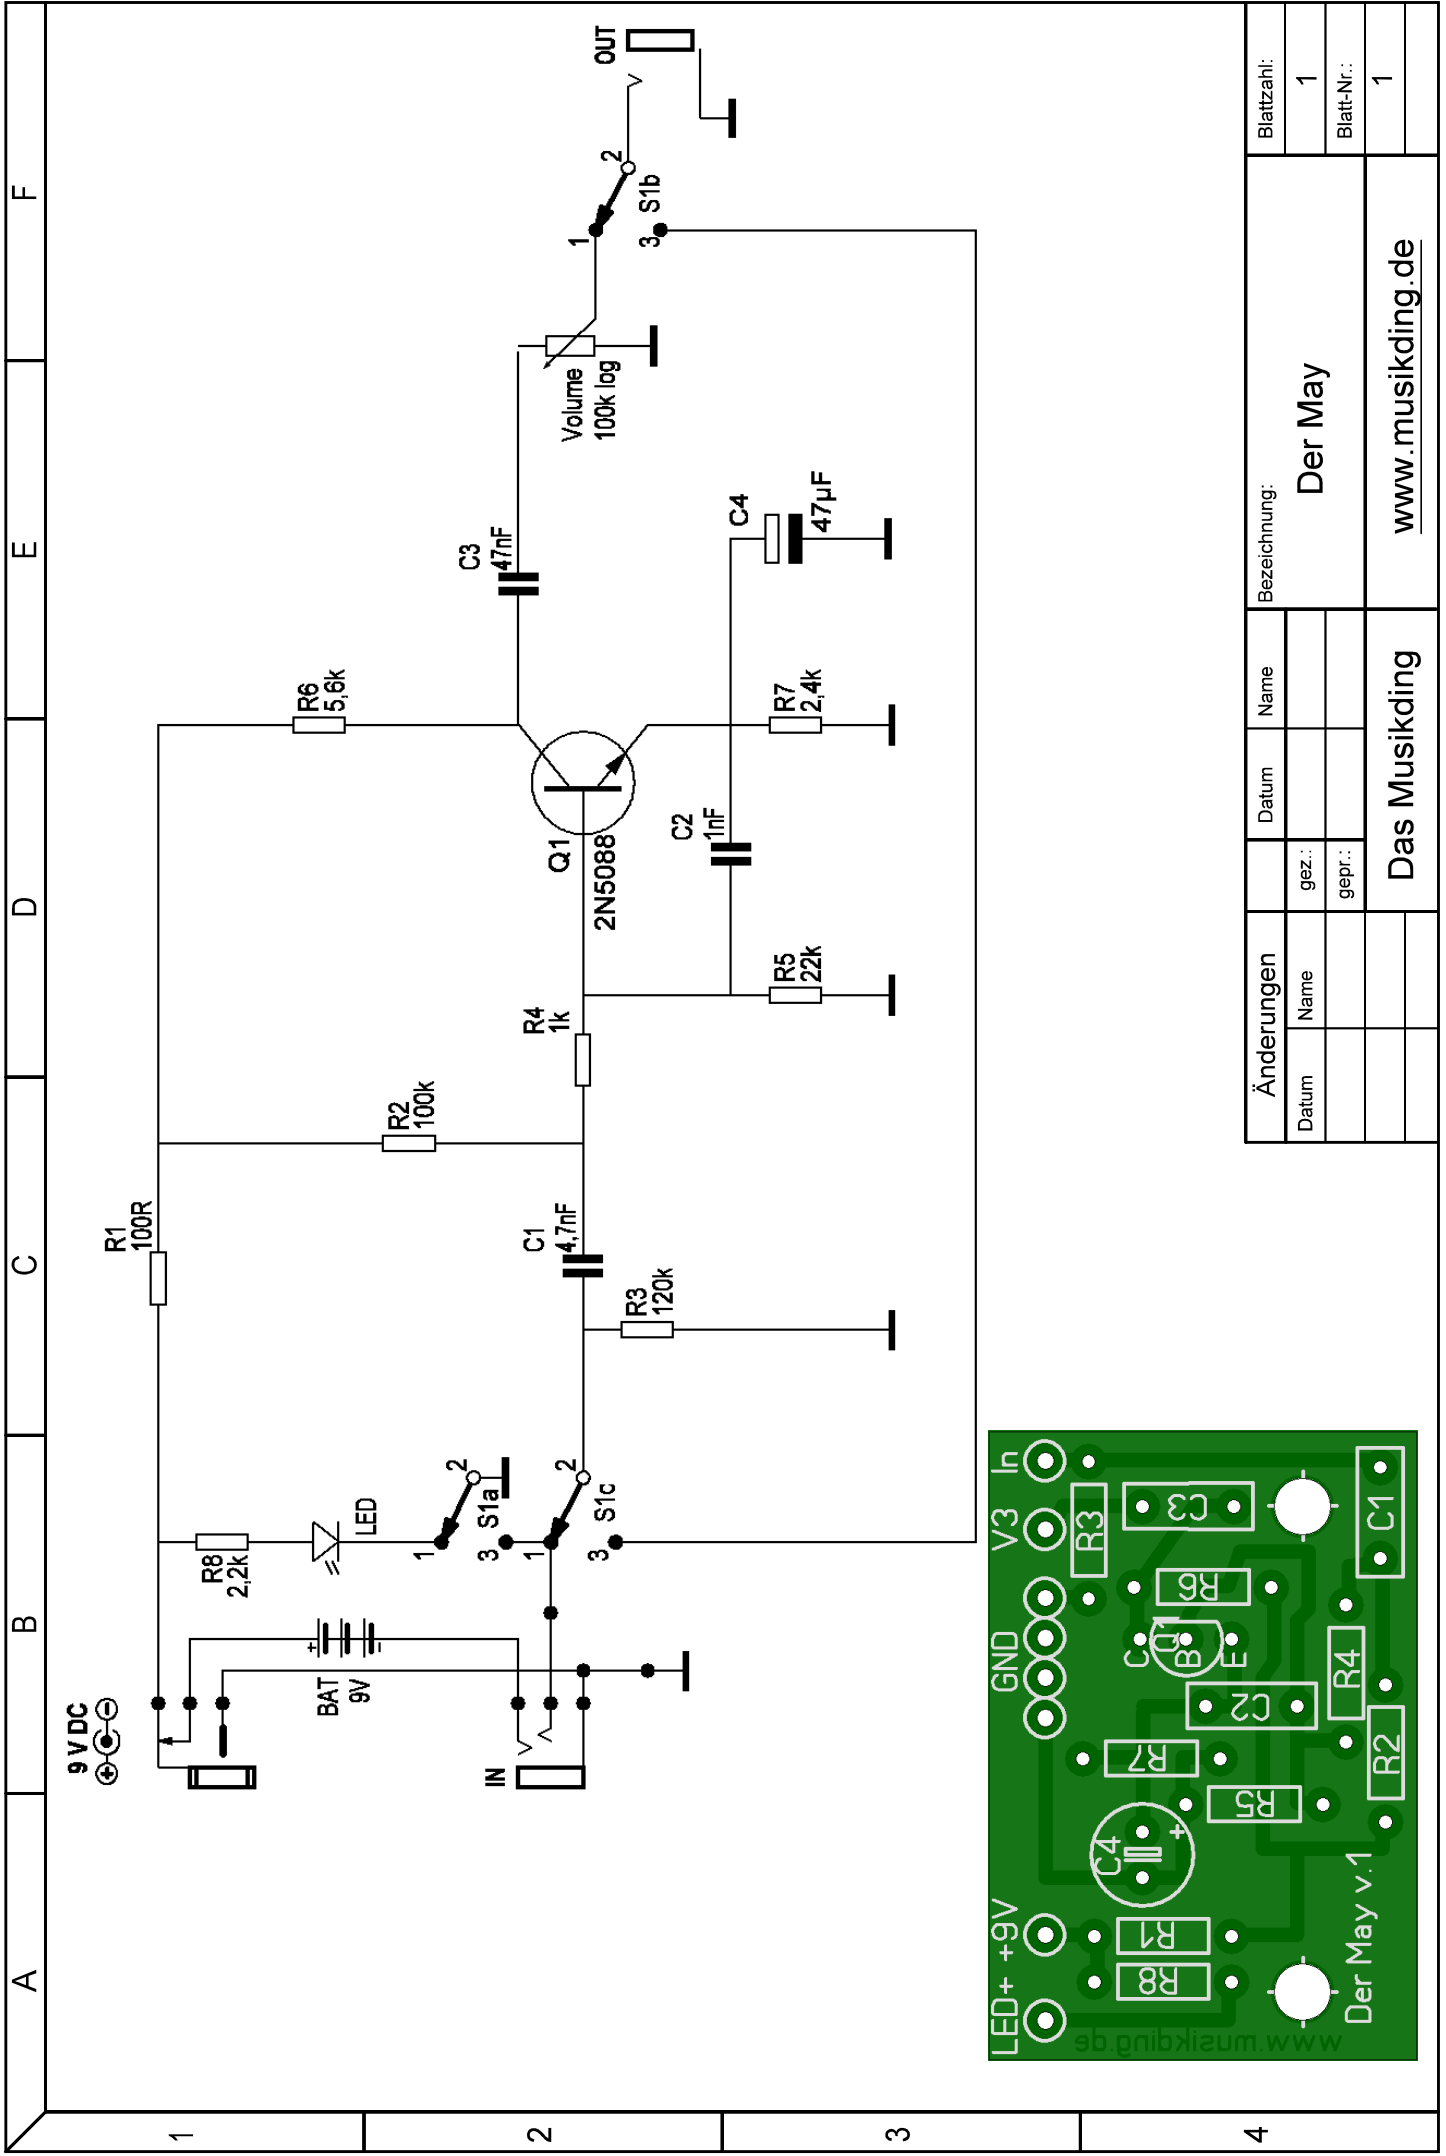 A
B
C
D
E
F
1
2
3
4
9 V DC
+
-
BAT
9V
+
-
IN
R8
2,2k
LED
1
2
3
S1a
1
2
3
S1c
R1
100R
R2
100k
R3
120k
C1
4,7nF
R4
1k
R5
22k
Q1
2N5088
C2
1nF
R6
5,6k
R7
2,4k
C3
47nF
C4
47µF
Volume
100k log
1
2
3
S1b
OUT
LED+
+9V
GND
V3
In
R8
R1
C4
+
R7
R5
C2
C
B
E
Q1
R6
R3
C3
R2
R4
C1
Der May v.1
www.musikding.de
Änderungen
Datum
Name
Datum
Name
gez.:
gepr.:
Das Musikding
Bezeichnung:
Der May
www.musikding.de
Blattzahl:
1
Blatt-Nr.:
1